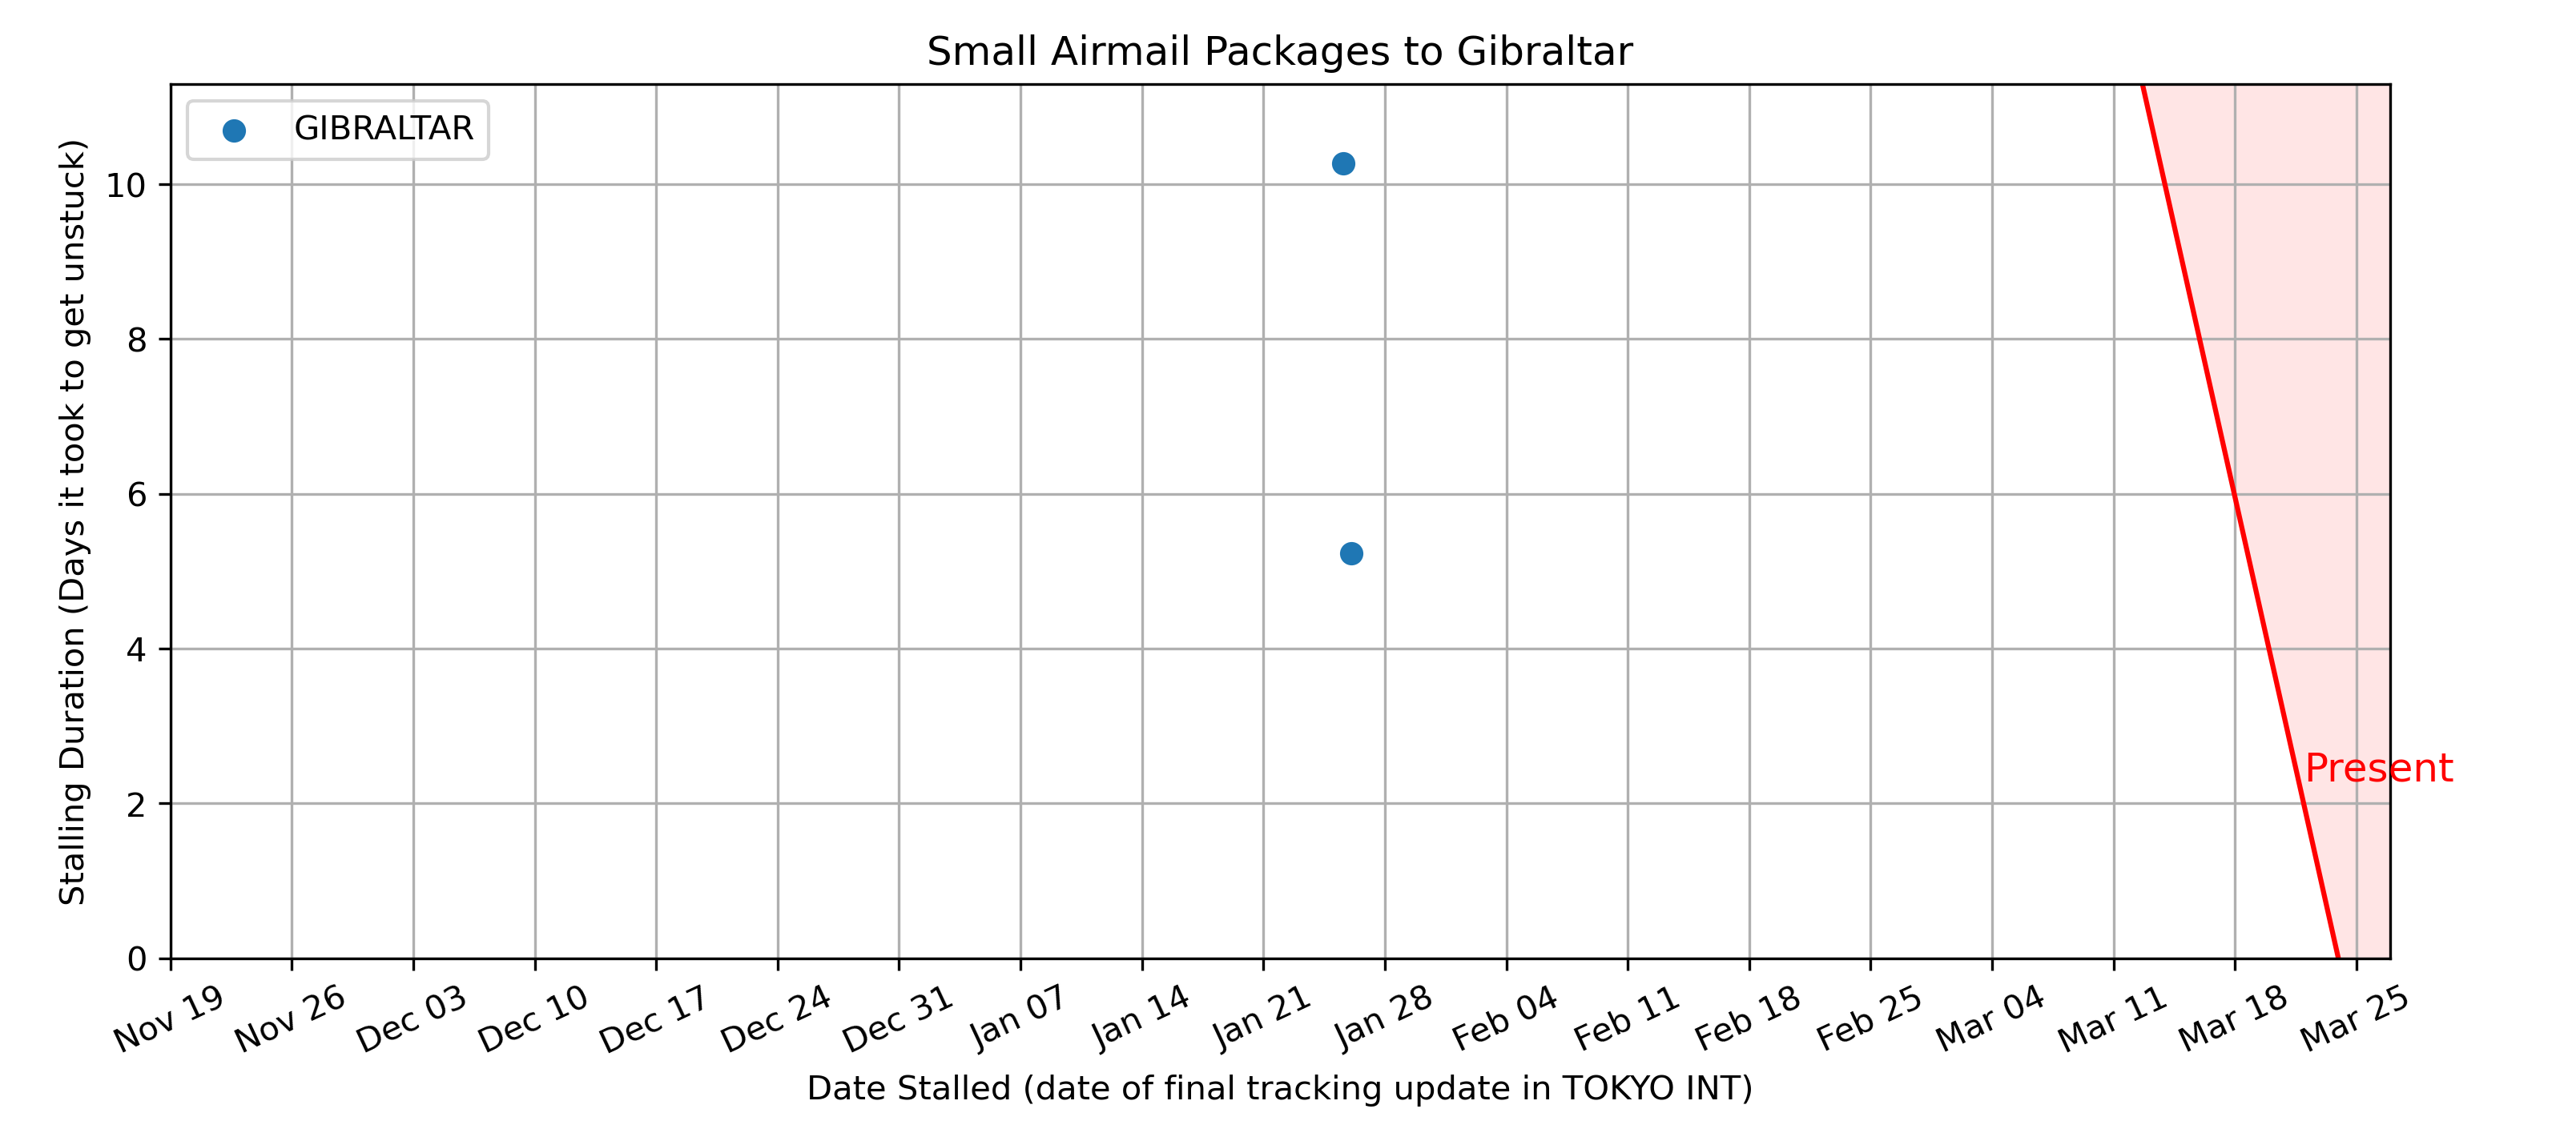 Small Airmail Packages to Gibraltar
GIBRALTAR
Stalling Duration (Days it took to get unstuck)
10
8
6
4
2
0
Present
Nov 19 Nov 26 Dec 03 Dec 10 Dec 17 Dec 24 Dec 31 Jan 07 Jan 14 Jan 21 Jan 28 Feb 04 Feb 11 Feb 18 Feb 25 Mar 04 Mar 11 Mar 18 Mar 25
Date Stalled (date of final tracking update in TOKYO INT)